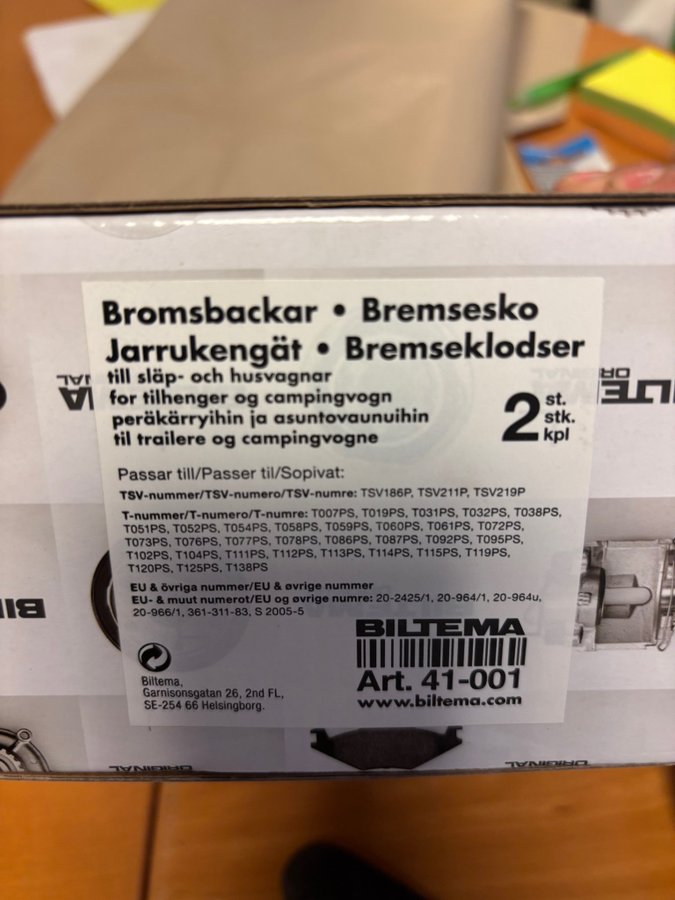 Bromsbackar • Bremsesko
Jarrukengät • Bremseklodser
till släp- och husvagnar
for tilhenger og campingvogn
peräkärryihin ja asuntovaunuihin
til trailere og campingvogne
2 st.
stk.
kpl
Passar till/Passer til/Sopivat:
TSV-nummer/TSV-numero/TSV-numre: TSV186P, TSV211P, TSV219P
T-nummer/T-numero/T-numre: T007PS, T019PS, T031PS, T032PS, T038PS,
T051PS, T052PS, T054PS, T058PS, T059PS, T060PS, T061PS, T072PS,
T073PS, T076PS, T077PS, T078PS, T086PS, T087PS, T092PS, T095PS,
T102PS, T104PS, T111PS, T112PS, T113PS, T114PS, T115PS, T119PS,
T120PS, T125PS, T138PS
EU & övriga nummer/EU & øvrige nummer
EU- & muut numerot/EU og øvrige numre: 20-2425/1, 20-964/1, 20-964u,
20-966/1, 361-311-83, S 2005-5
BILTEMA
Art. 41-001
www.biltema.com
Biltema,
Garnisonsgatan 26, 2nd FL,
SE-254 66 Helsingborg.
ORIGINAL
ORIGINAL